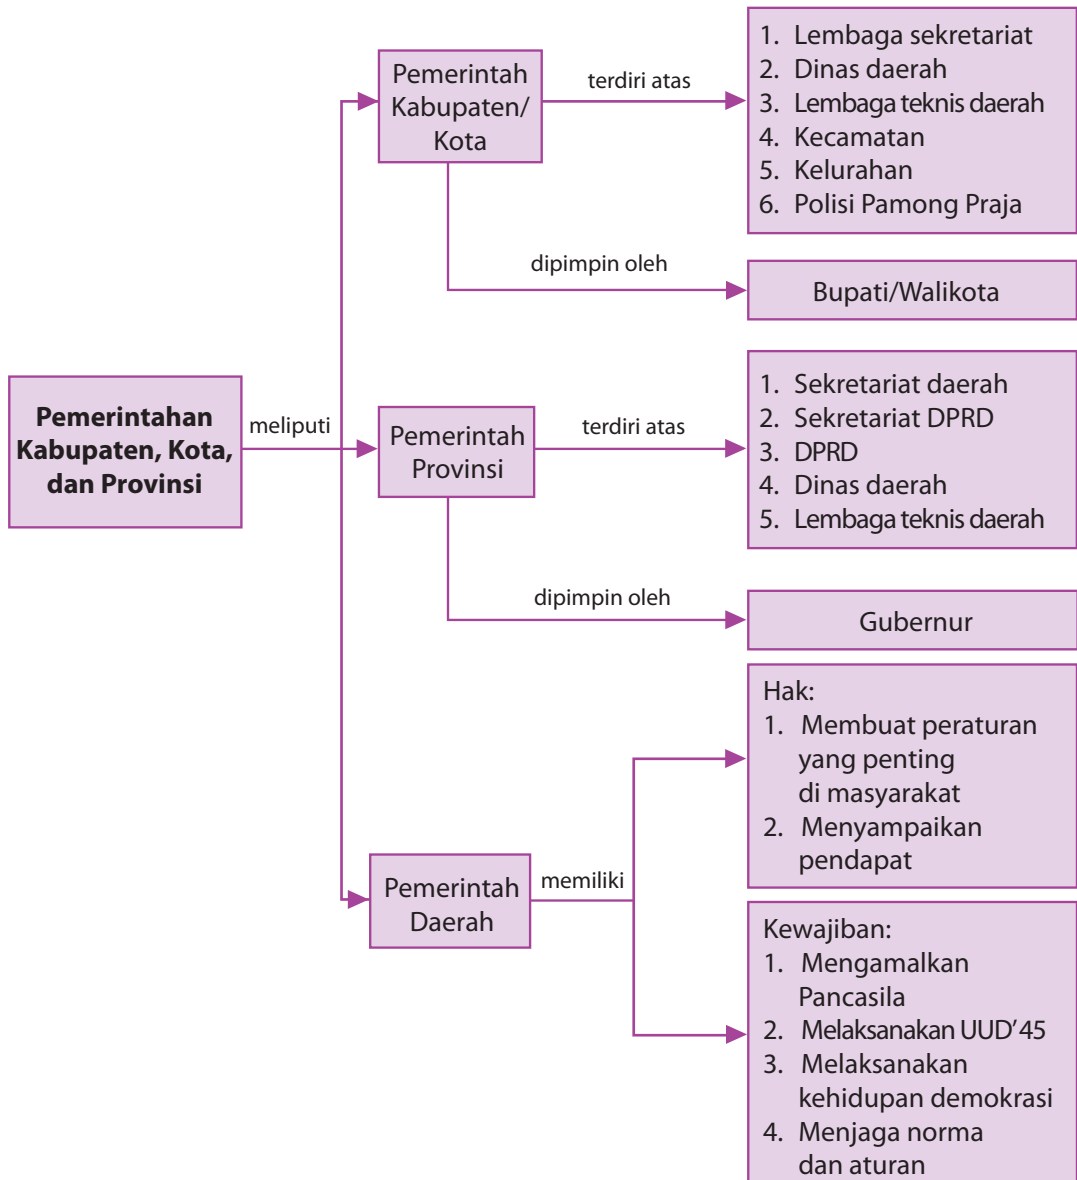 Pemerintahan
Kabupaten, Kota,
dan Provinsi
meliputi
Pemerintah
Kabupaten/
Kota
terdiri atas
1. Lembaga sekretariat
2. Dinas daerah
3. Lembaga teknis daerah
4. Kecamatan
5. Kelurahan
6. Polisi Pamong Praja
dipimpin oleh
Bupati/Walikota
Pemerintah
Provinsi
terdiri atas
1. Sekretariat daerah
2. Sekretariat DPRD
3. DPRD
4. Dinas daerah
5. Lembaga teknis daerah
dipimpin oleh
Gubernur
Pemerintah
Daerah
memiliki
Hak:
1. Membuat peraturan
yang penting
di masyarakat
2. Menyampaikan
pendapat
Kewajiban:
1. Mengamalkan
Pancasila
2. Melaksanakan UUD’45
3. Melaksanakan
kehidupan demokrasi
4. Menjaga norma
dan aturan